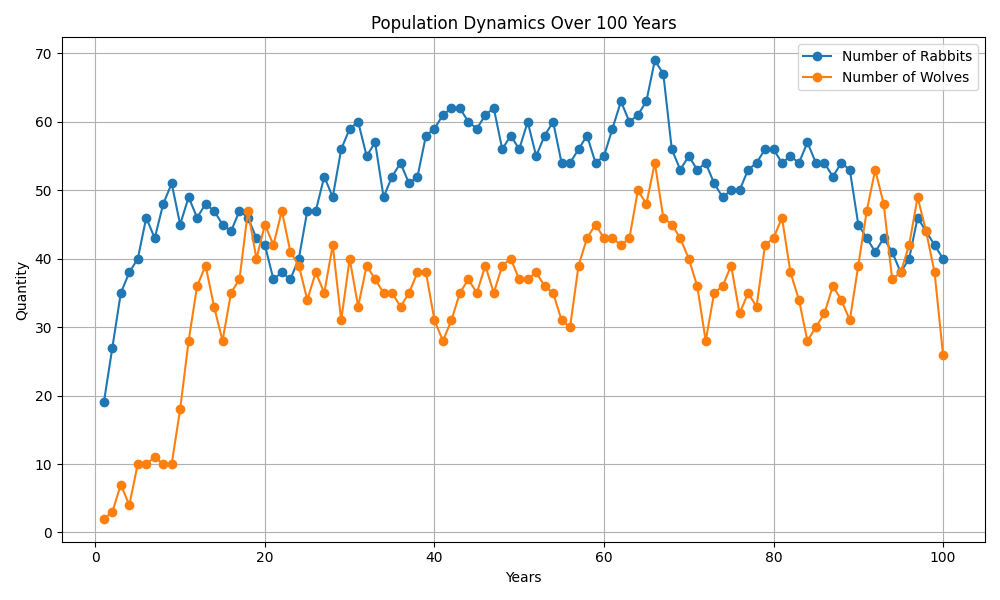 Population Dynamics Over 100 Years
Number of Rabbits
Number of Wolves
Quantity
70
60
50
40
30
20
10
0
0 20 40 60 80 100
Years